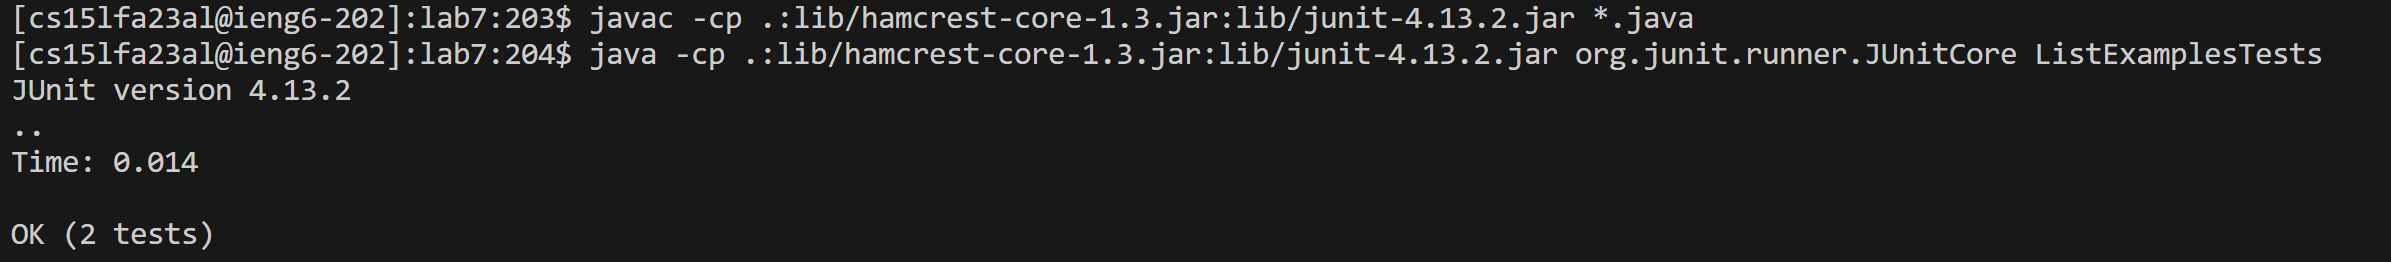 [cs15lfa23al@ieng6-202]:lab7:203$ javac -cp .:lib/hamcrest-core-1.3.jar:lib/junit-4.13.2.jar *.java
[cs15lfa23al@ieng6-202]:lab7:204$ java -cp .:lib/hamcrest-core-1.3.jar:lib/junit-4.13.2.jar org.junit.runner.JUnitCore ListExamplesTests
JUnit version 4.13.2
..
Time: 0.014
OK (2 tests)